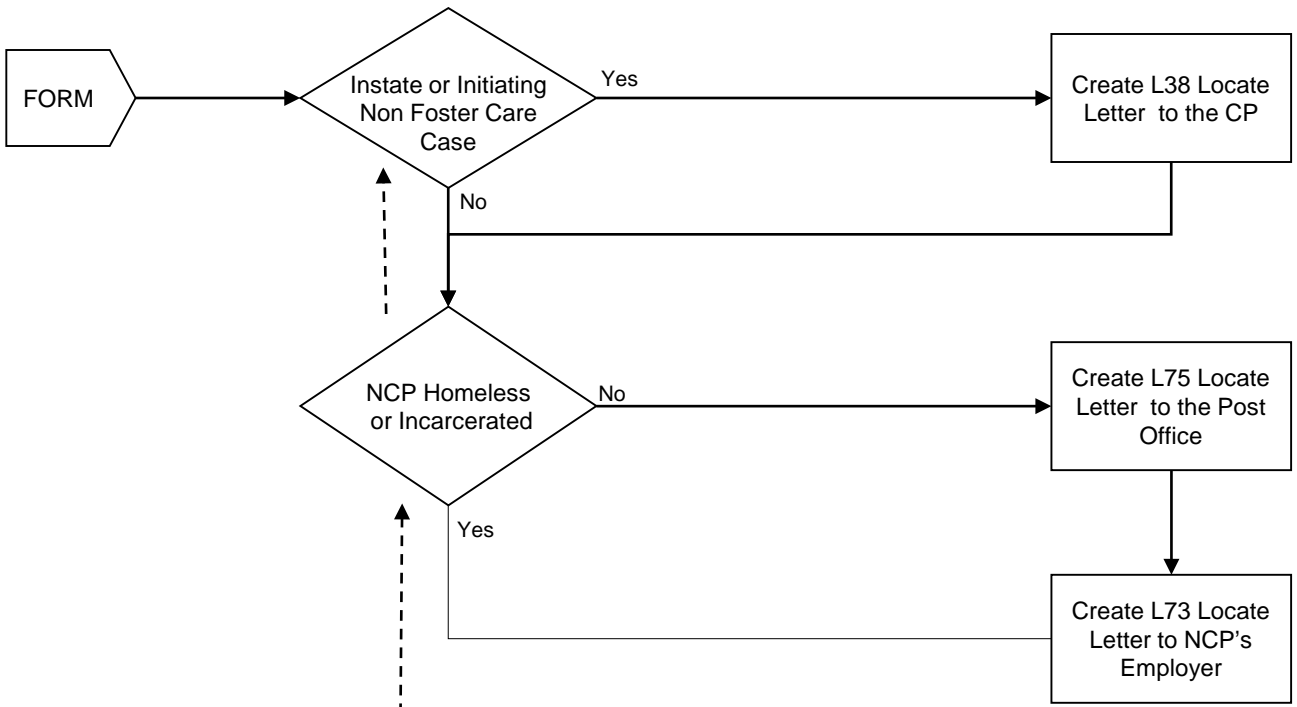 FORM
Instate or Initiating
Non Foster Care
Case
Yes
Create L38 Locate
Letter to the CP
No
NCP Homeless
or Incarcerated
No
Create L75 Locate
Letter to the Post
Office
Yes
Create L73 Locate
Letter to NCP's
Employer